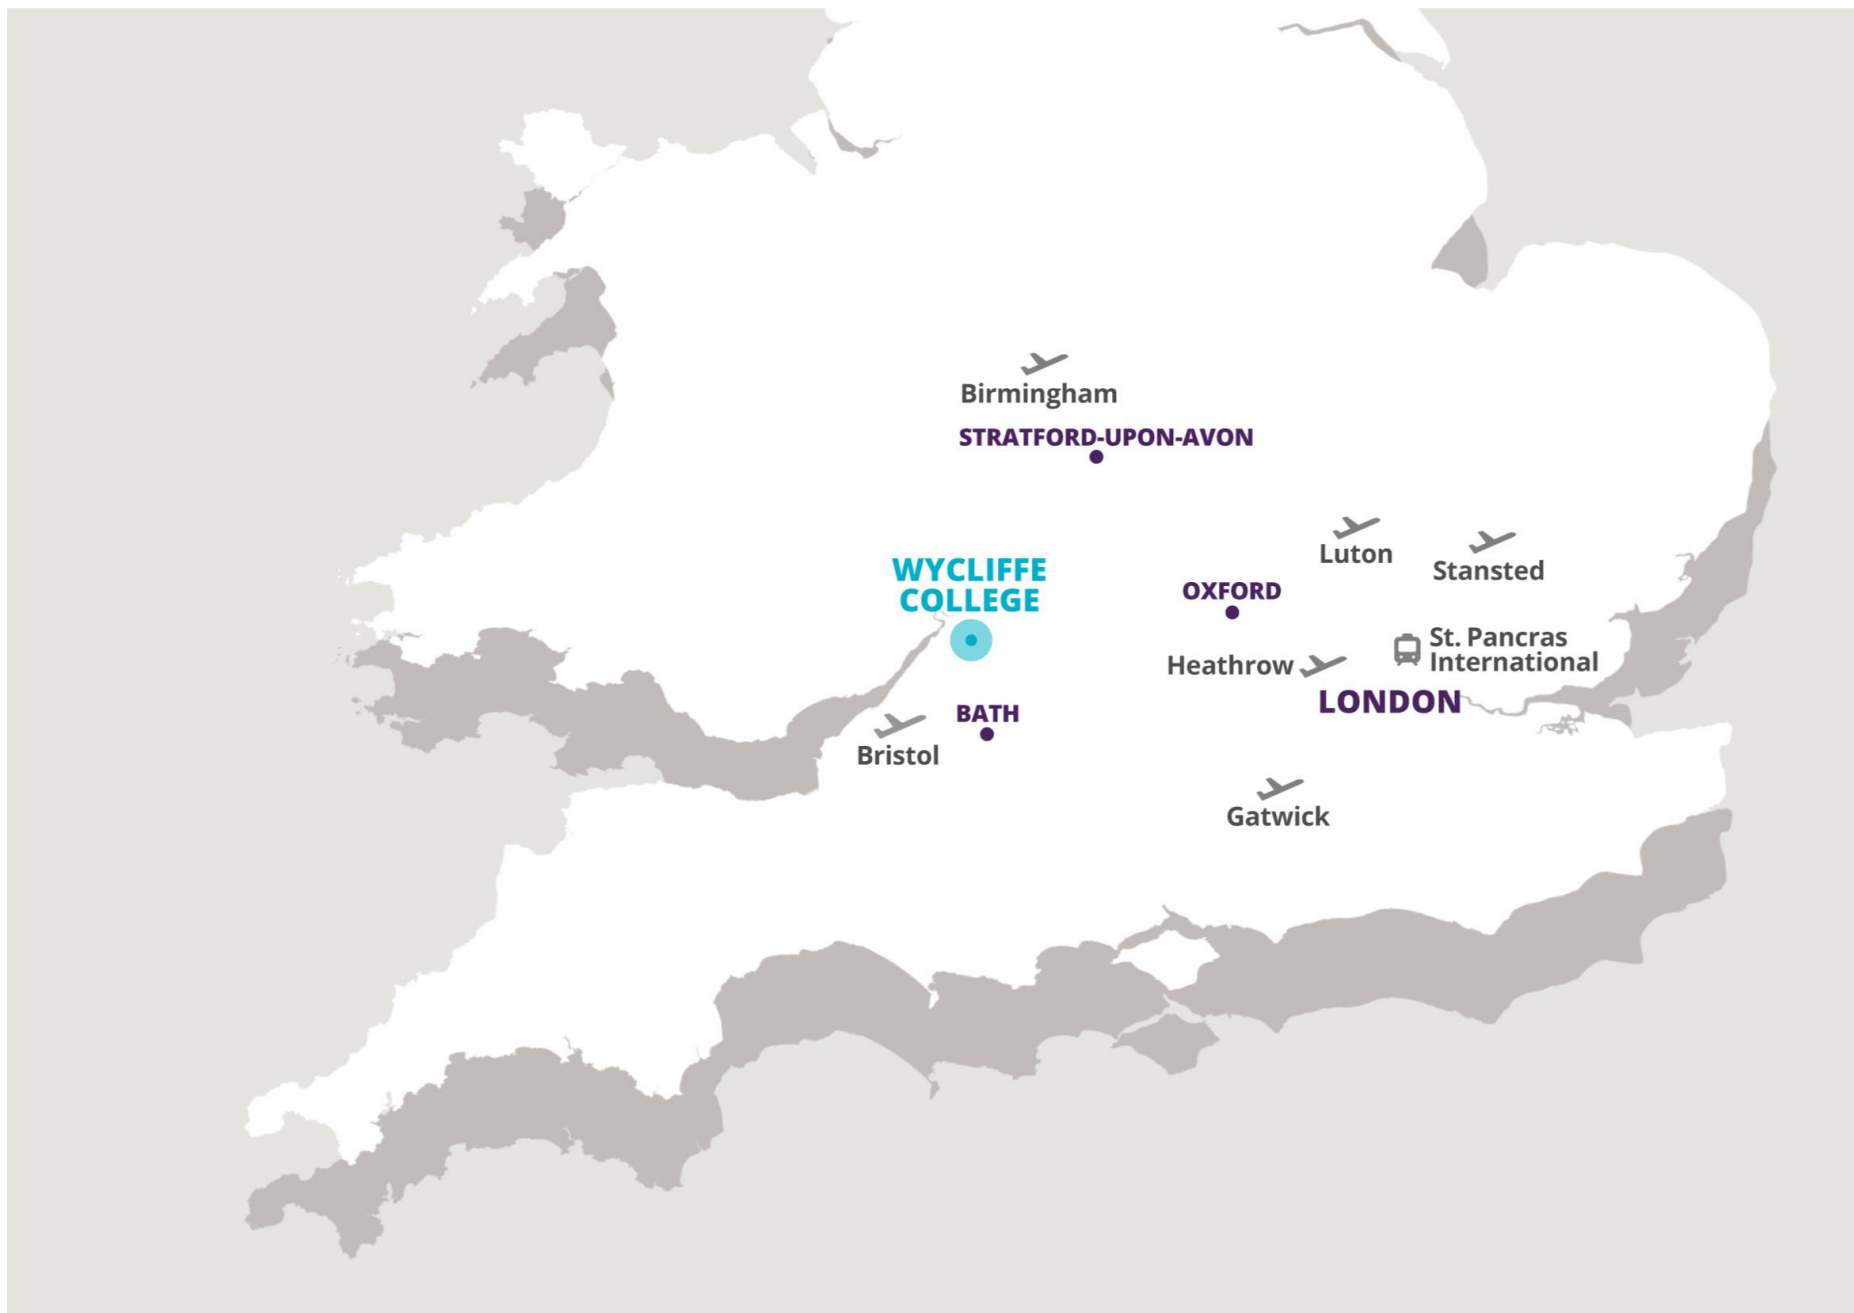 Birmingham
STRATFORD-UPON-AVON
Luton
Stansted
WYCLIFFE
COLLEGE
OXFORD
St. Pancras
International
Heathrow
LONDON
BATH
Bristol
Gatwick